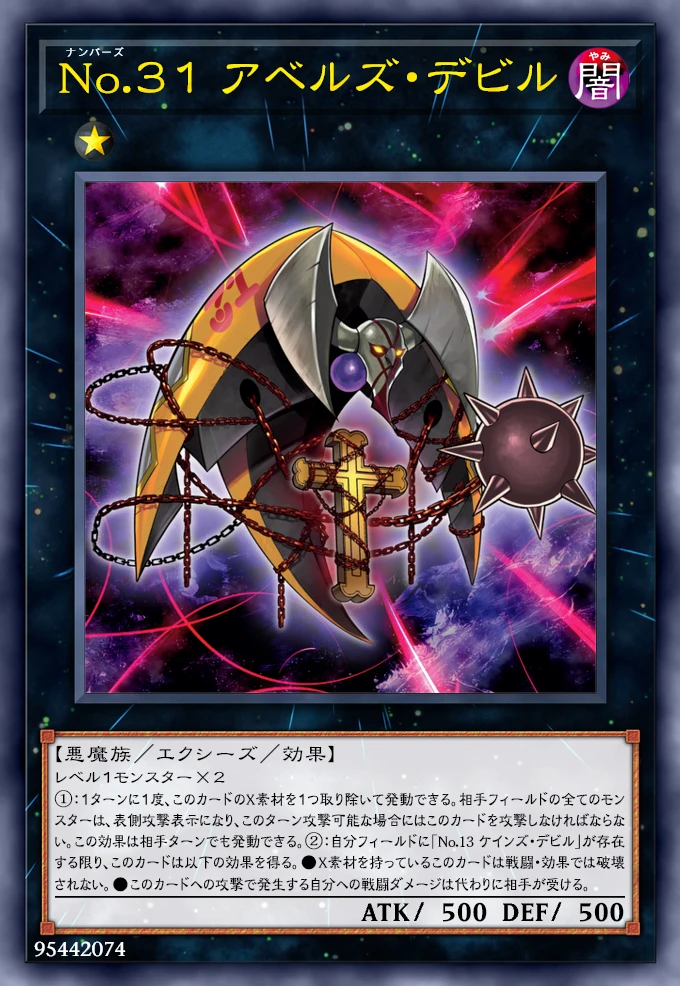 ナンバーズ
No.31 アベルズ・デビル
やみ
闇
【悪魔族／エクシーズ／効果】
レベル1モンスター×2
①：1ターンに1度、このカードのX素材を1つ取り除いて発動できる。相手フィールドの全てのモン
スターは、表側攻撃表示になり、このターン攻撃可能な場合にはこのカードを攻撃しなければならな
い。この効果は相手ターンでも発動できる。②：自分フィールドに「No.13 ケインズ・デビル」が存在
する限り、このカードは以下の効果を得る。●X素材を持っているこのカードは戦闘・効果では破壊
されない。●このカードへの攻撃で発生する自分への戦闘ダメージは代わりに相手が受ける。
ATK/ 500 DEF/ 500
95442074